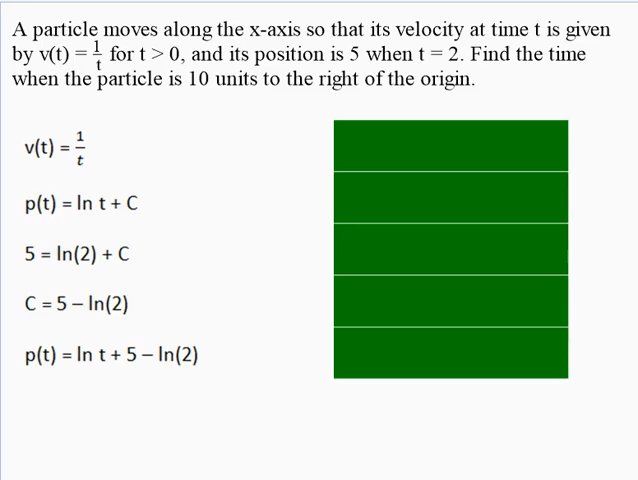 A particle moves along the x-axis so that its velocity at time t is given
by v(t) = 1/t for t > 0, and its position is 5 when t = 2. Find the time
when the particle is 10 units to the right of the origin.
v(t) = 1/t
p(t) = ln t + C
5 = ln(2) + C
C = 5 – ln(2)
p(t) = ln t + 5 – ln(2)